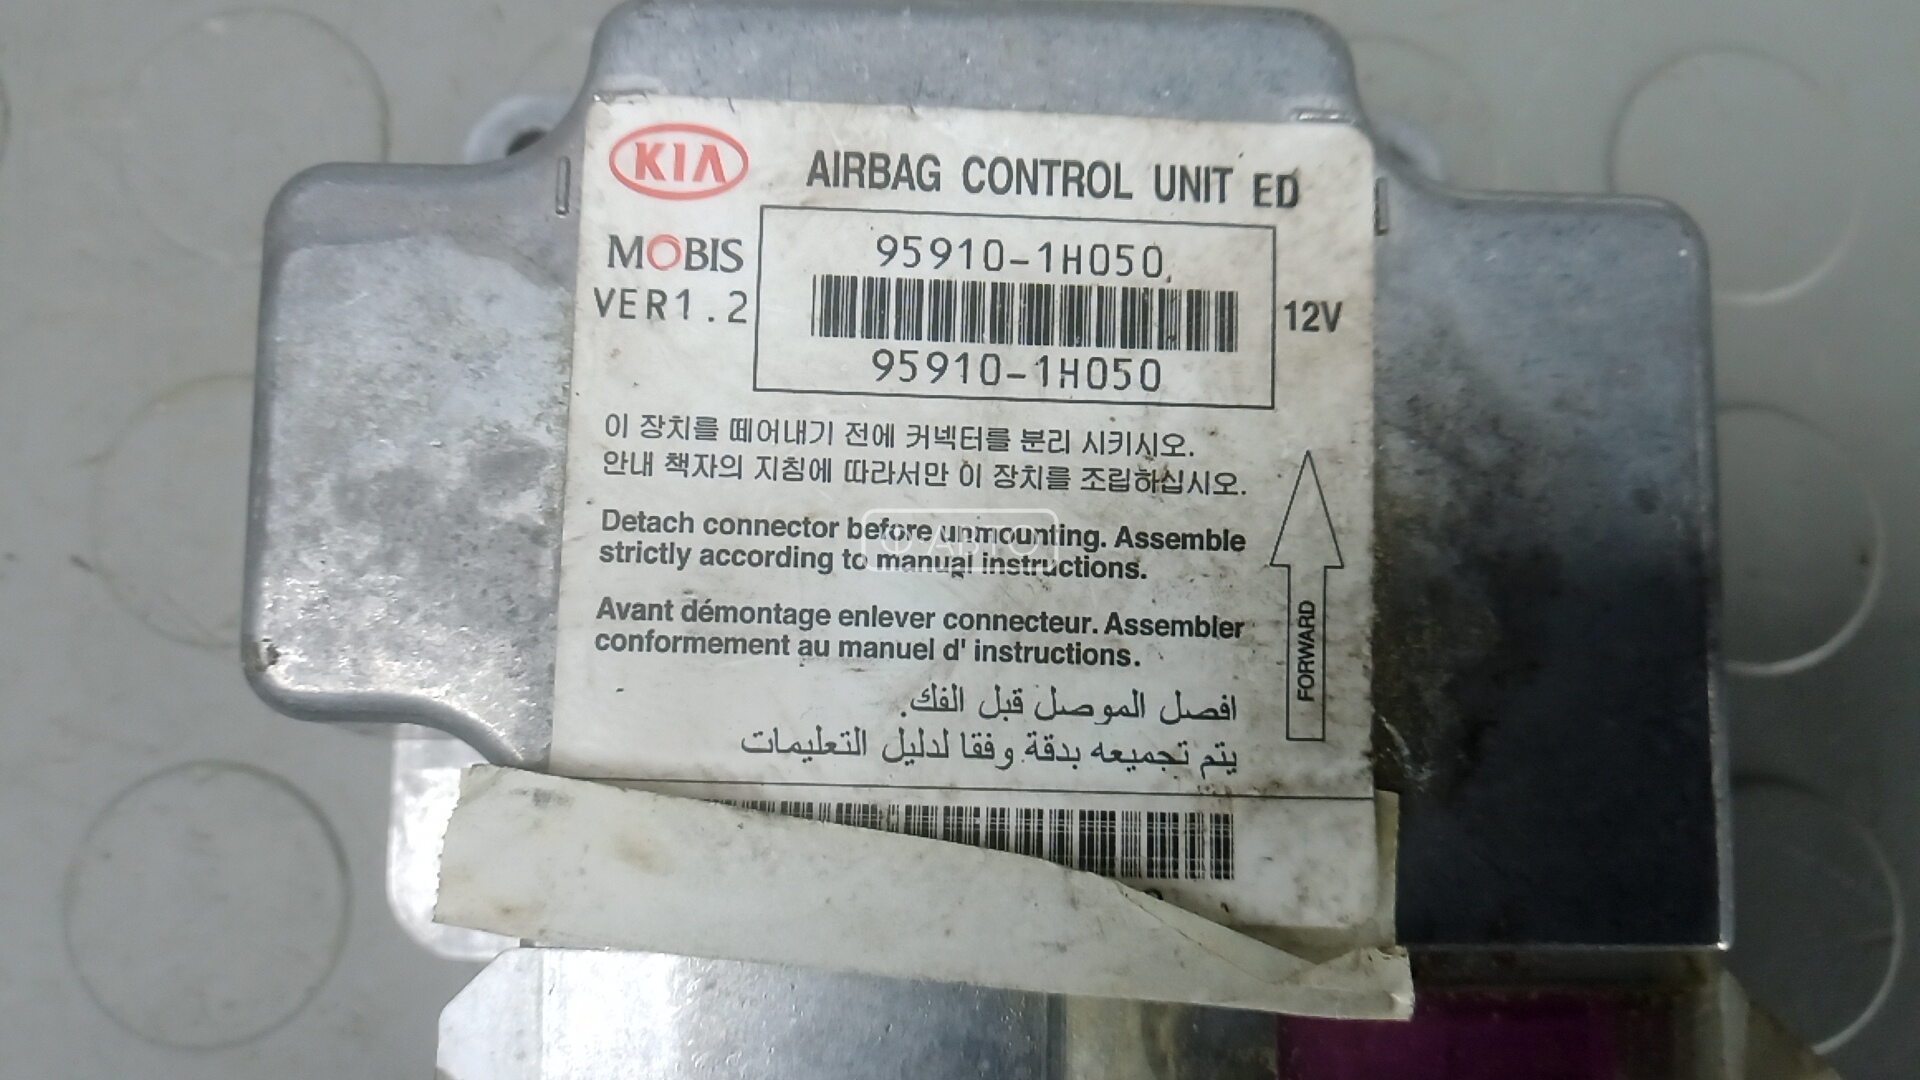 KIA
AIRBAG CONTROL UNIT ED
MOBIS
VER1.2
95910-1H050
95910-1H050
12V
이 장치를 떼어내기 전에 커넥터를 분리 시키시오.
안내 책자의 지침에 따라서만 이 장치를 조립하십시오.
Detach connector before unmounting. Assemble
strictly according to manual instructions.
Avant démontage enlever connecteur. Assembler
conformement au manuel d' instructions.
افصل الموصل قبل الفك.
يتم تجميعه بدقة وفقا لدليل التعليمات
FORWARD